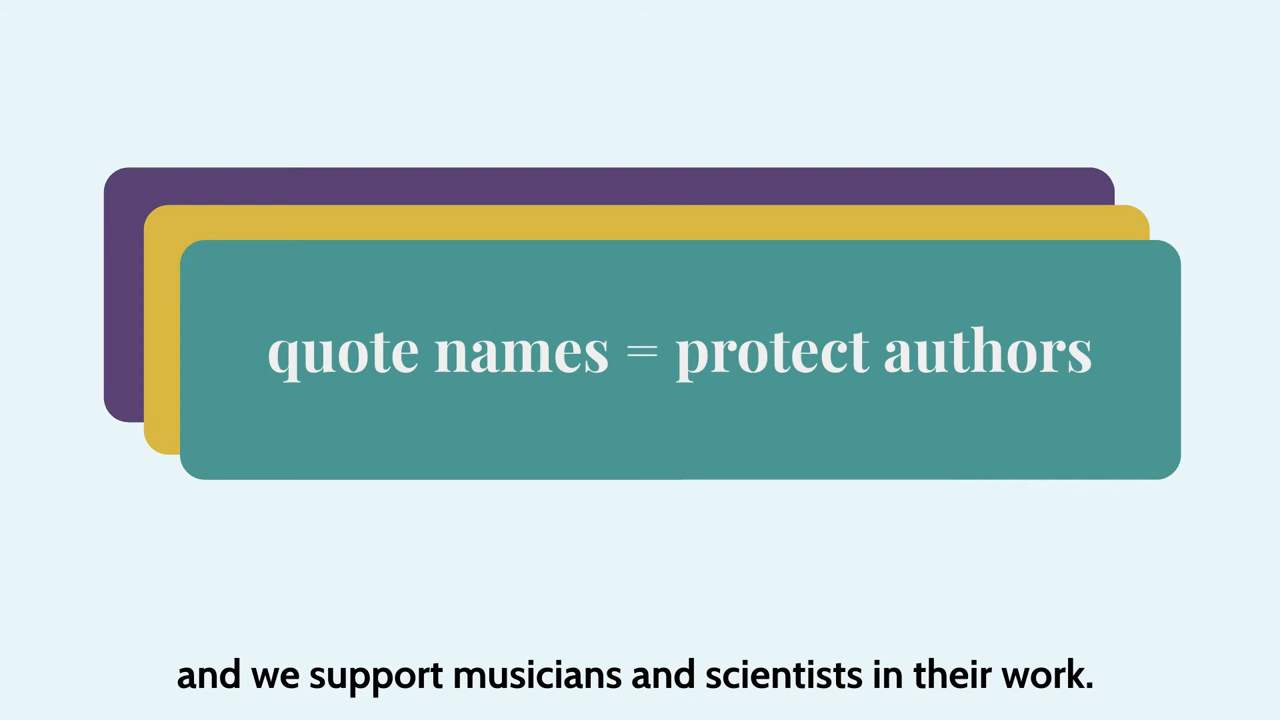 quote names = protect authors
and we support musicians and scientists in their work.